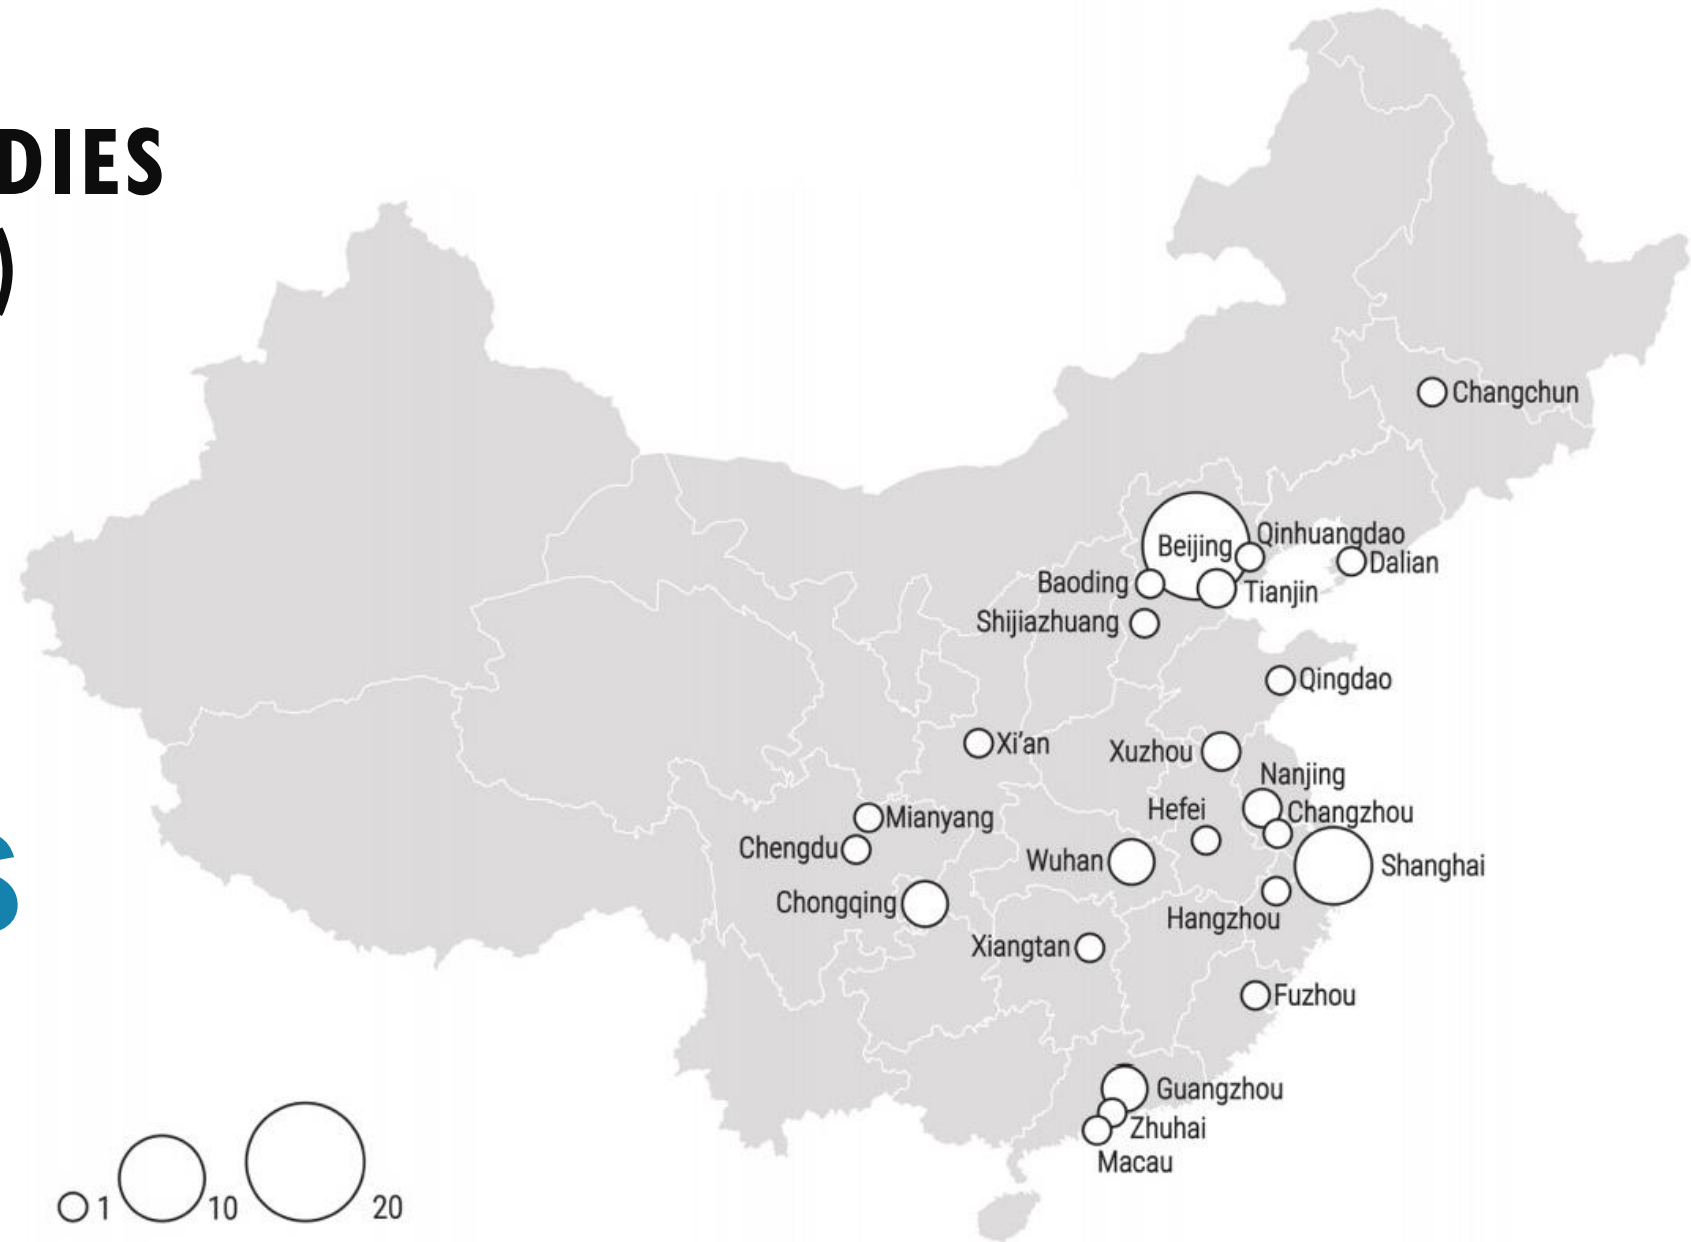 DIES
)
S
Changchun
Beijing
Qinhuangdao
Dalian
Baoding
Tianjin
Shijiazhuang
Qingdao
Xi'an
Xuzhou
Nanjing
Hefei
Changzhou
Mianyang
Chengdu
Wuhan
Shanghai
Chongqing
Hangzhou
Xiangtan
Fuzhou
Guangzhou
Zhuhai
Macau
1
10
20